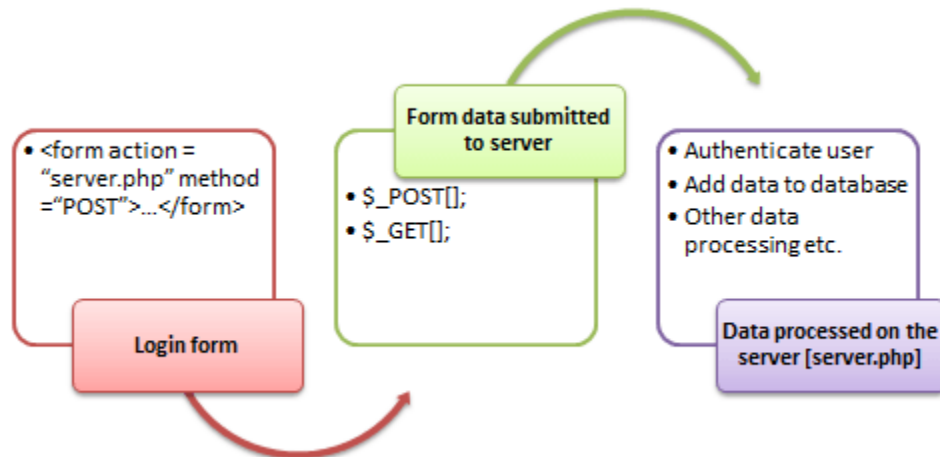 • <form action =
“server.php” method
=“POST”>...</form>
Login form
Form data submitted
to server
• $_POST[];
• $_GET[];
• Authenticate user
• Add data to database
• Other data
processing etc.
Data processed on the
server [server.php]